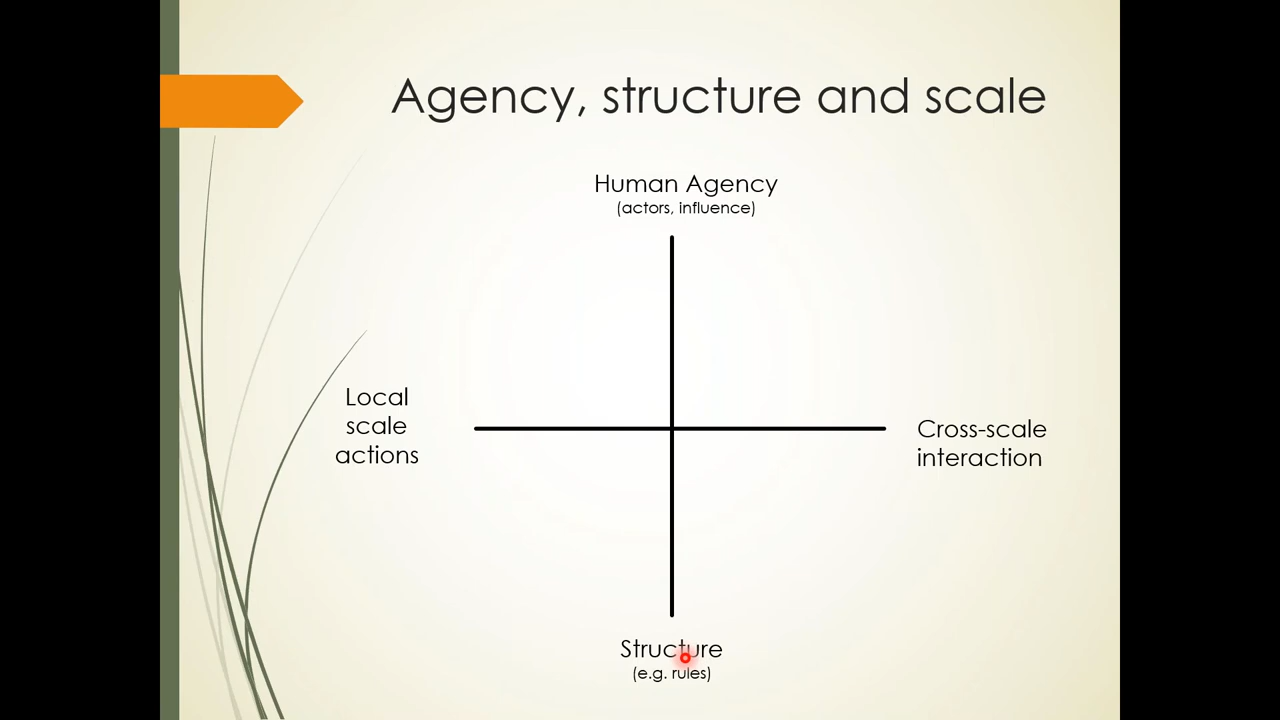 Agency, structure and scale
Human Agency
(actors, influence)
Local
scale
actions
Cross-scale
interaction
Structure
(e.g. rules)